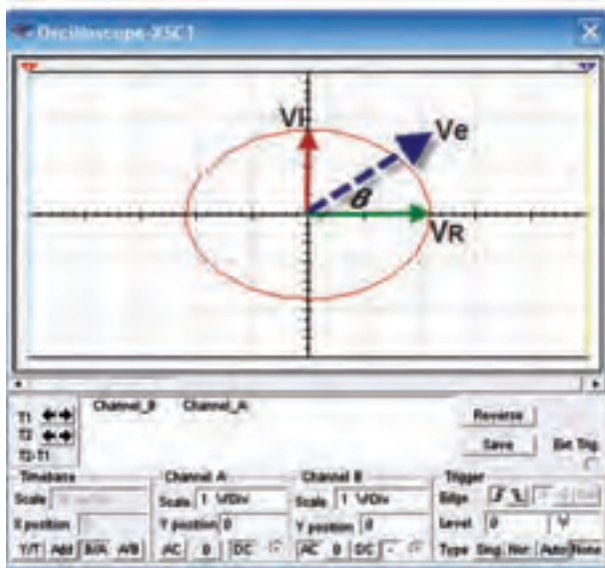 Oscilloscope-XSC1
Ve
θ
VR
Channel_B Channel_A
T1
T2
T2-T1
Reverse
Save
Ext Trig
Timebase
Scale
X position
Y/T Add B/A A/B
Channel A
Scale 1 V/Div
Y position 0
AC 0 DC
Channel B
Scale 1 V/Div
Y position 0
AC 0 DC -
Trigger
Edge
Level 0 V
Type Sing. Nor. Auto None